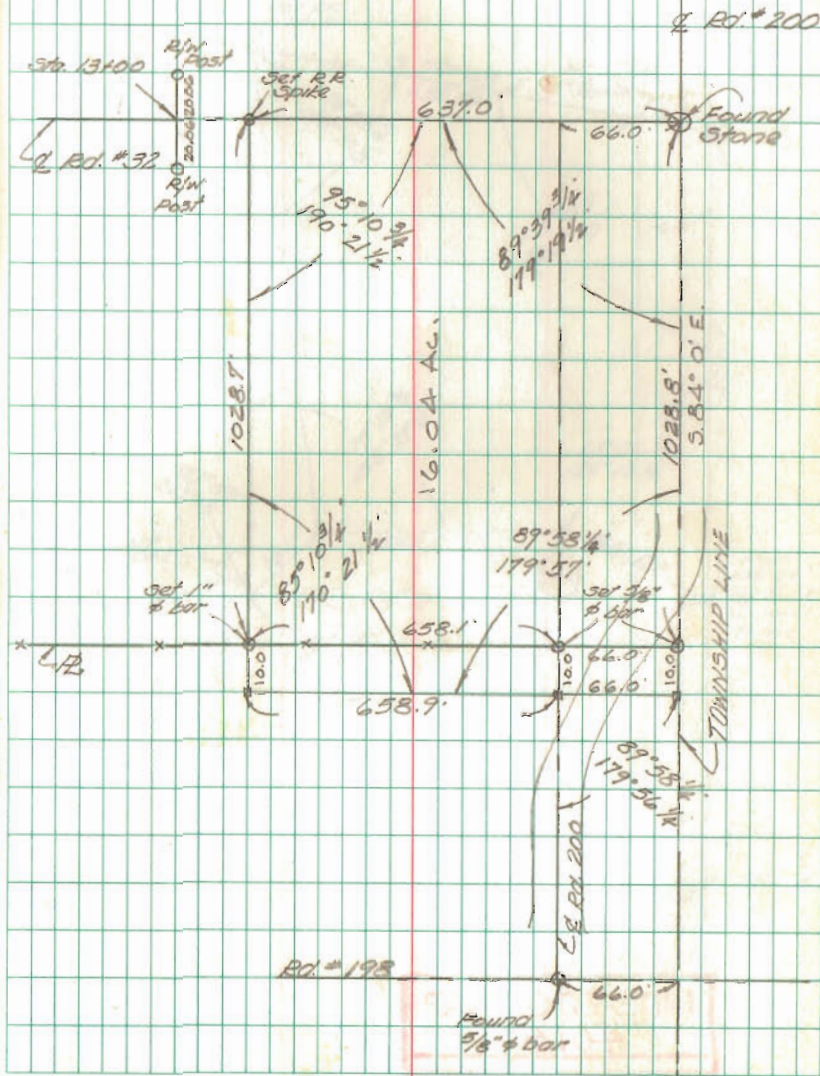 ℄ Rd. #200
R/W
Post
Sta. 13+00
Set R.R.
Spike
637.0'
66.0'
Found
Stone
20.06
20.06
℄ Rd. #32
R/W
Post
95° 10 3/4
190° 21 1/2
89° 39 3/4
179° 19 1/2
1028.7'
16.04 AC.
1028.8'
S.84° 0' E.
85° 10 3/4
170° 21 1/2
89° 58 1/4
179° 57'
Set 1"
⌀ bar
Set 5/8"
⌀ bar
658.1'
66.0'
℄ PL
10.0
10.0
10.0
658.9'
66.0'
TOWNSHIP LINE
89° 58 1/4
179° 56 1/4
℄ Rd. 200
Rd. #198
66.0'
Found
5/8" ⌀ bar